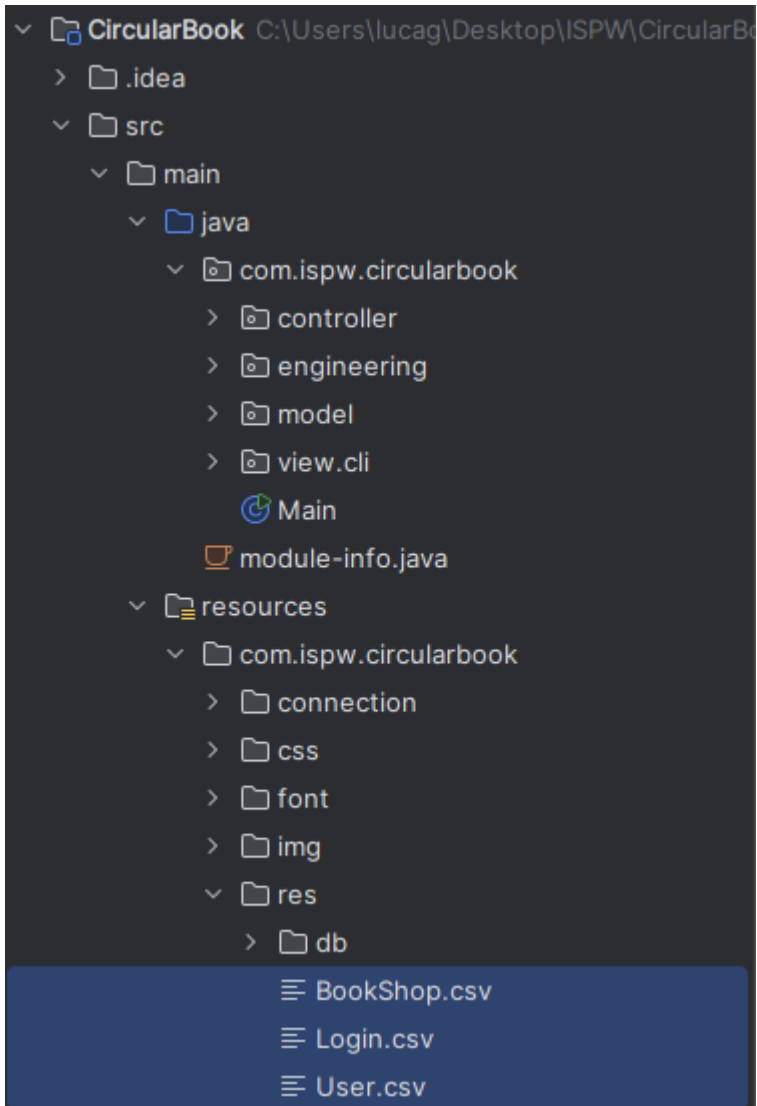 CircularBook C:\Users\lucag\Desktop\ISPW\CircularBo
.idea
src
main
java
com.ispw.circularbook
controller
engineering
model
view.cli
Main
module-info.java
resources
com.ispw.circularbook
connection
css
font
img
res
db
BookShop.csv
Login.csv
User.csv